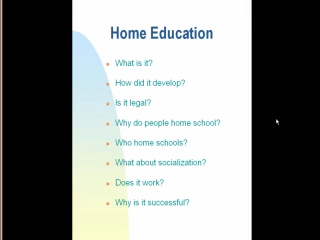 Home Education
What is it?
How did it develop?
Is it legal?
Why do people home school?
Who home schools?
What about socialization?
Does it work?
Why is it successful?